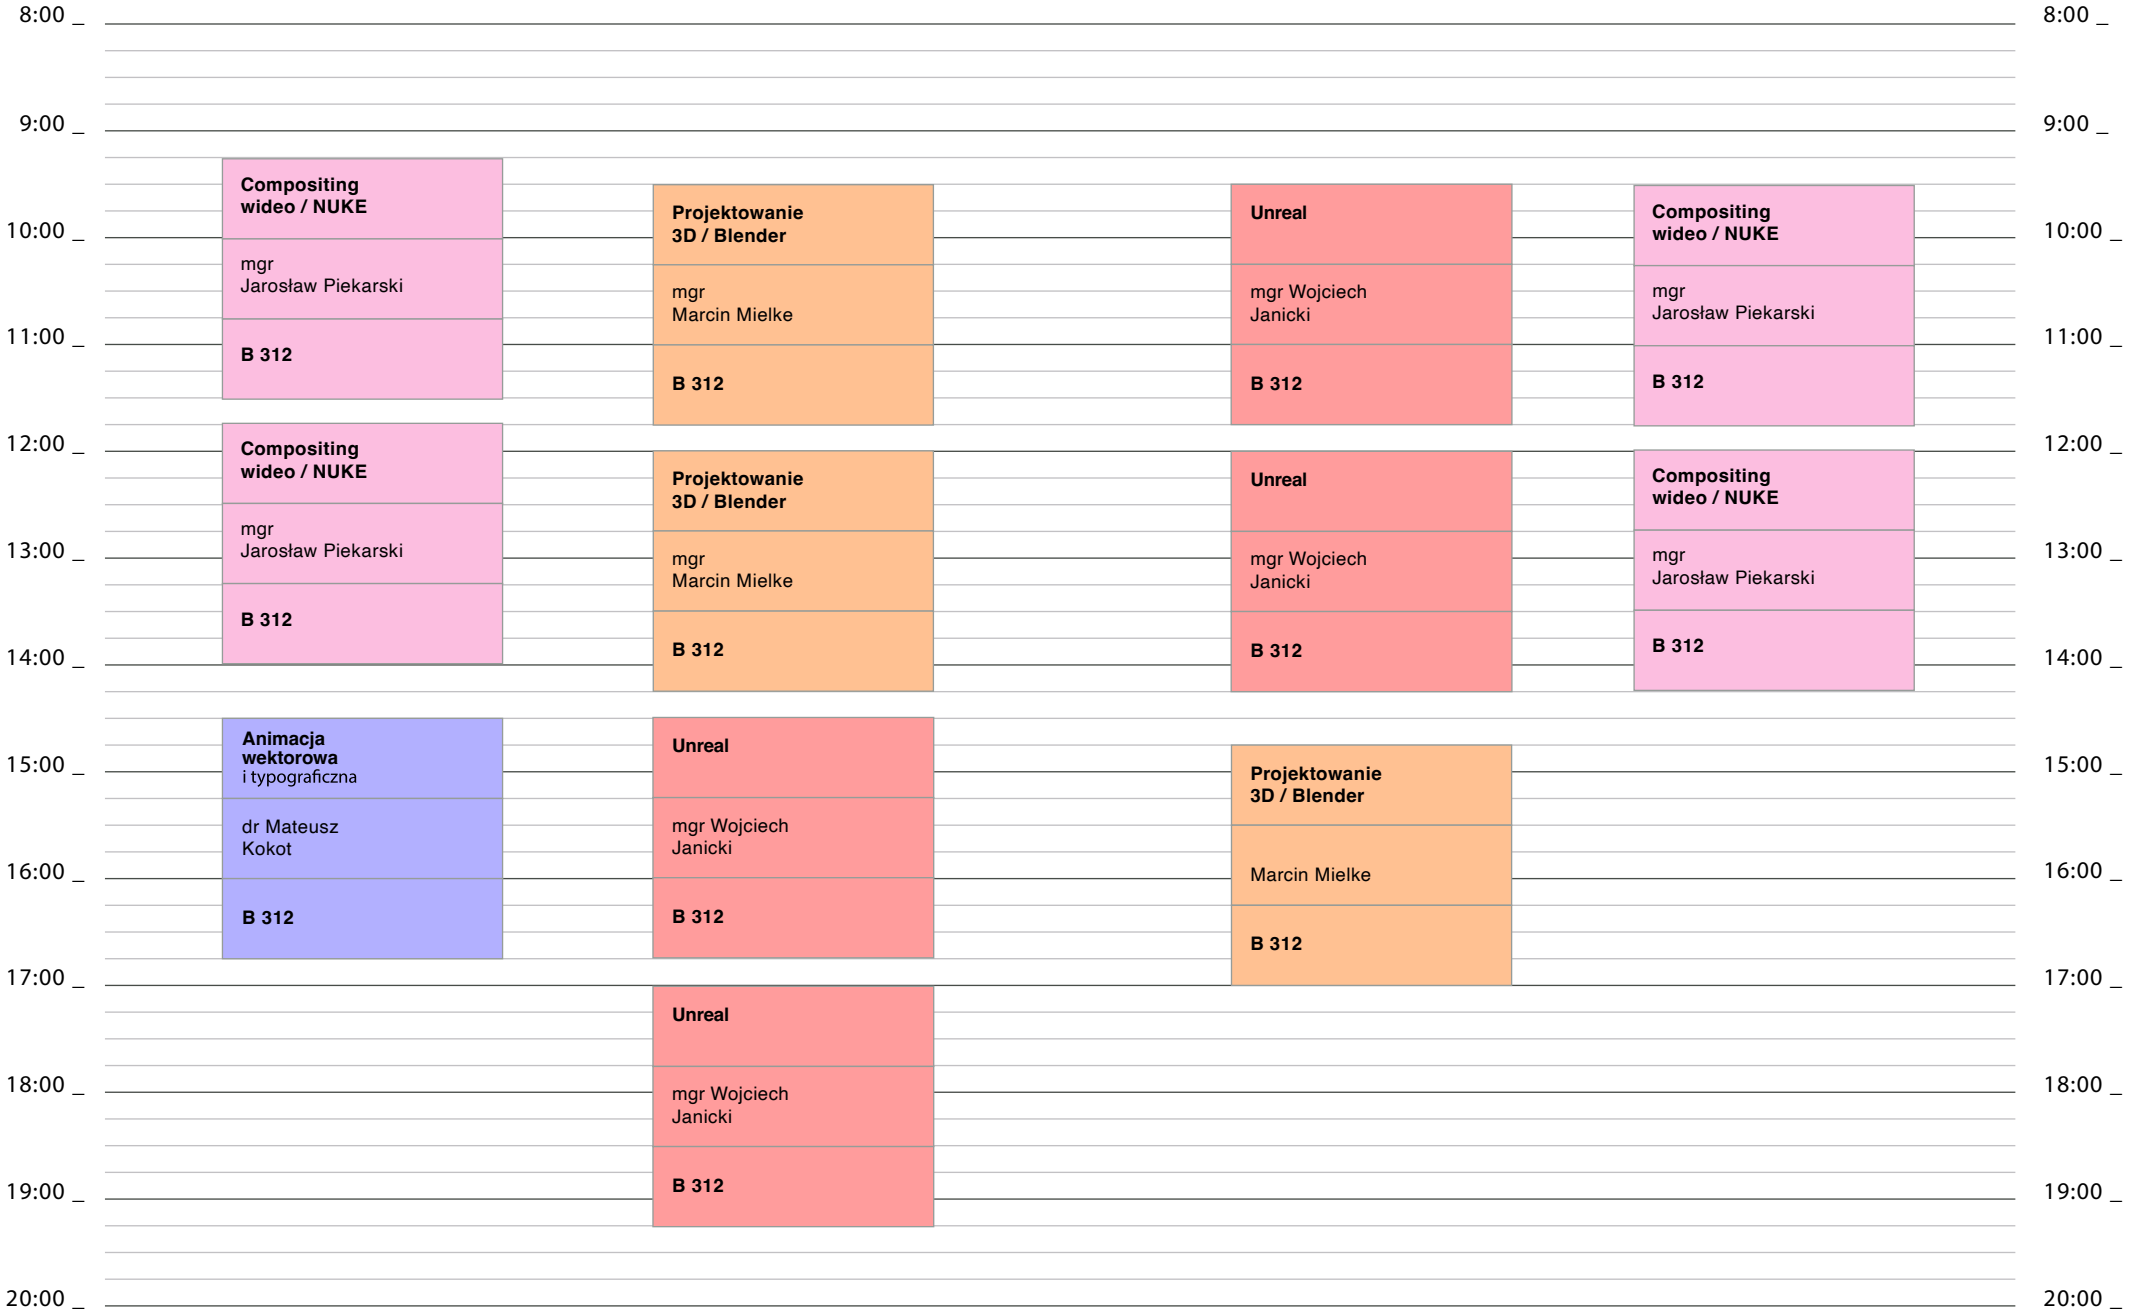 8:00 _
9:00 _
10:00 _
11:00 _
12:00 _
13:00 _
14:00 _
15:00 _
16:00 _
17:00 _
18:00 _
19:00 _
20:00 _
Compositing
wideo / NUKE
mgr
Jarosław Piekarski
B 312
Compositing
wideo / NUKE
mgr
Jarosław Piekarski
B 312
Animacja
wektorowa
i typograficzna
dr Mateusz
Kokot
B 312
Projektowanie
3D / Blender
mgr
Marcin Mielke
B 312
Projektowanie
3D / Blender
mgr
Marcin Mielke
B 312
Unreal
mgr Wojciech
Janicki
B 312
Unreal
mgr Wojciech
Janicki
B 312
Unreal
mgr Wojciech
Janicki
B 312
Unreal
mgr Wojciech
Janicki
B 312
Projektowanie
3D / Blender
Marcin Mielke
B 312
Compositing
wideo / NUKE
mgr
Jarosław Piekarski
B 312
Compositing
wideo / NUKE
mgr
Jarosław Piekarski
B 312
8:00 _
9:00 _
10:00 _
11:00 _
12:00 _
13:00 _
14:00 _
15:00 _
16:00 _
17:00 _
18:00 _
19:00 _
20:00 _